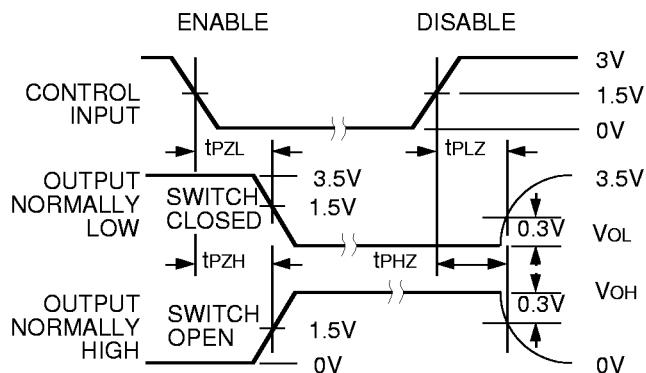 ENABLE DISABLE
3V
CONTROL INPUT 1.5V
0V
tPZL tPLZ
OUTPUT NORMALLY LOW SWITCH CLOSED 3.5V 3.5V
1.5V
0.3V VOL
tPZH tPHZ
OUTPUT NORMALLY HIGH SWITCH OPEN 0.3V VOH
1.5V
0V 0V